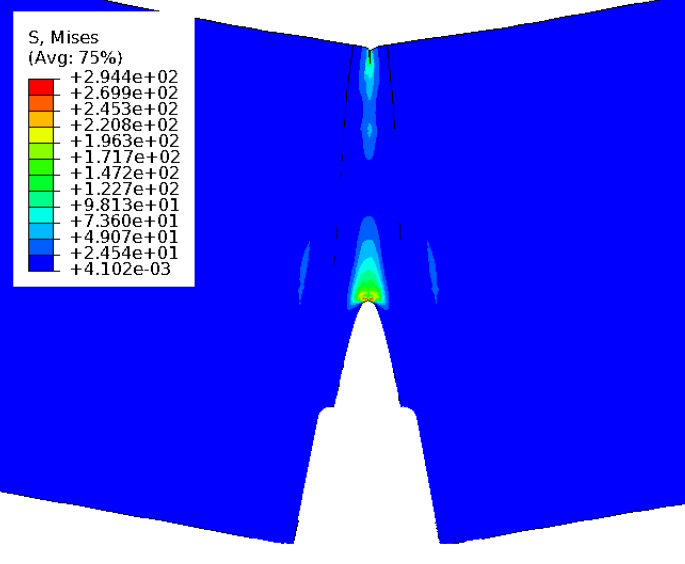 S, Mises
(Avg: 75%)
+2.944e+02
+2.699e+02
+2.453e+02
+2.208e+02
+1.963e+02
+1.717e+02
+1.472e+02
+1.227e+02
+9.813e+01
+7.360e+01
+4.907e+01
+2.454e+01
+4.102e-03